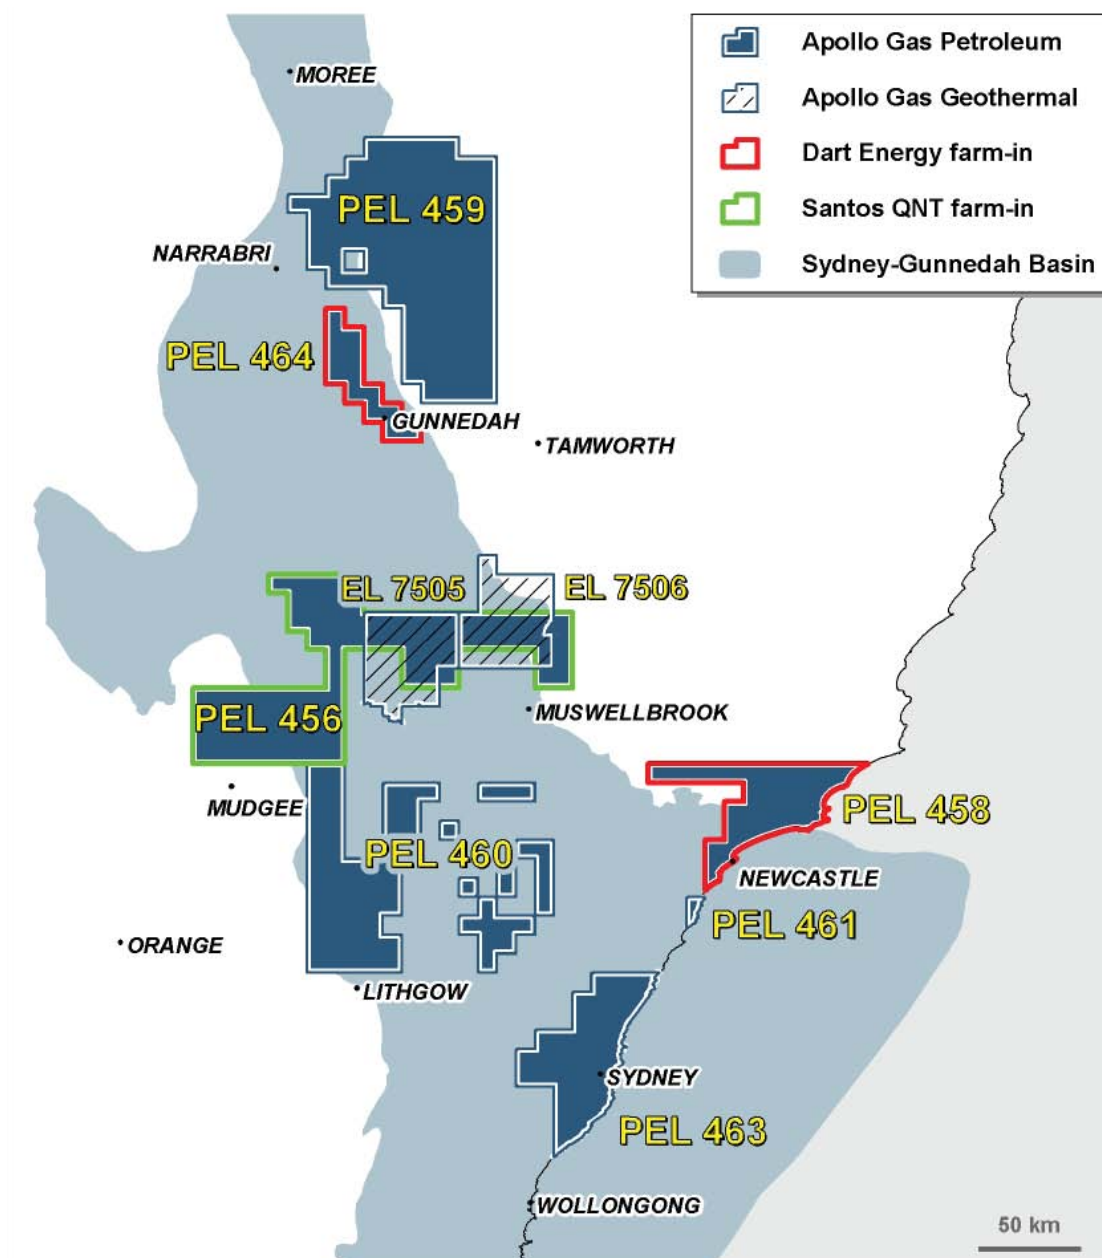 Apollo Gas Petroleum
Apollo Gas Geothermal
Dart Energy farm-in
Santos QNT farm-in
Sydney-Gunnedah Basin
MOREE
PEL 459
NARRABRI
PEL 464
GUNNEDAH
TAMWORTH
EL 7505
EL 7506
PEL 456
MUSWELLBROOK
MUDGEE
PEL 458
PEL 460
NEWCASTLE
PEL 461
ORANGE
LITHGOW
SYDNEY
PEL 463
WOLLONGONG
50 km